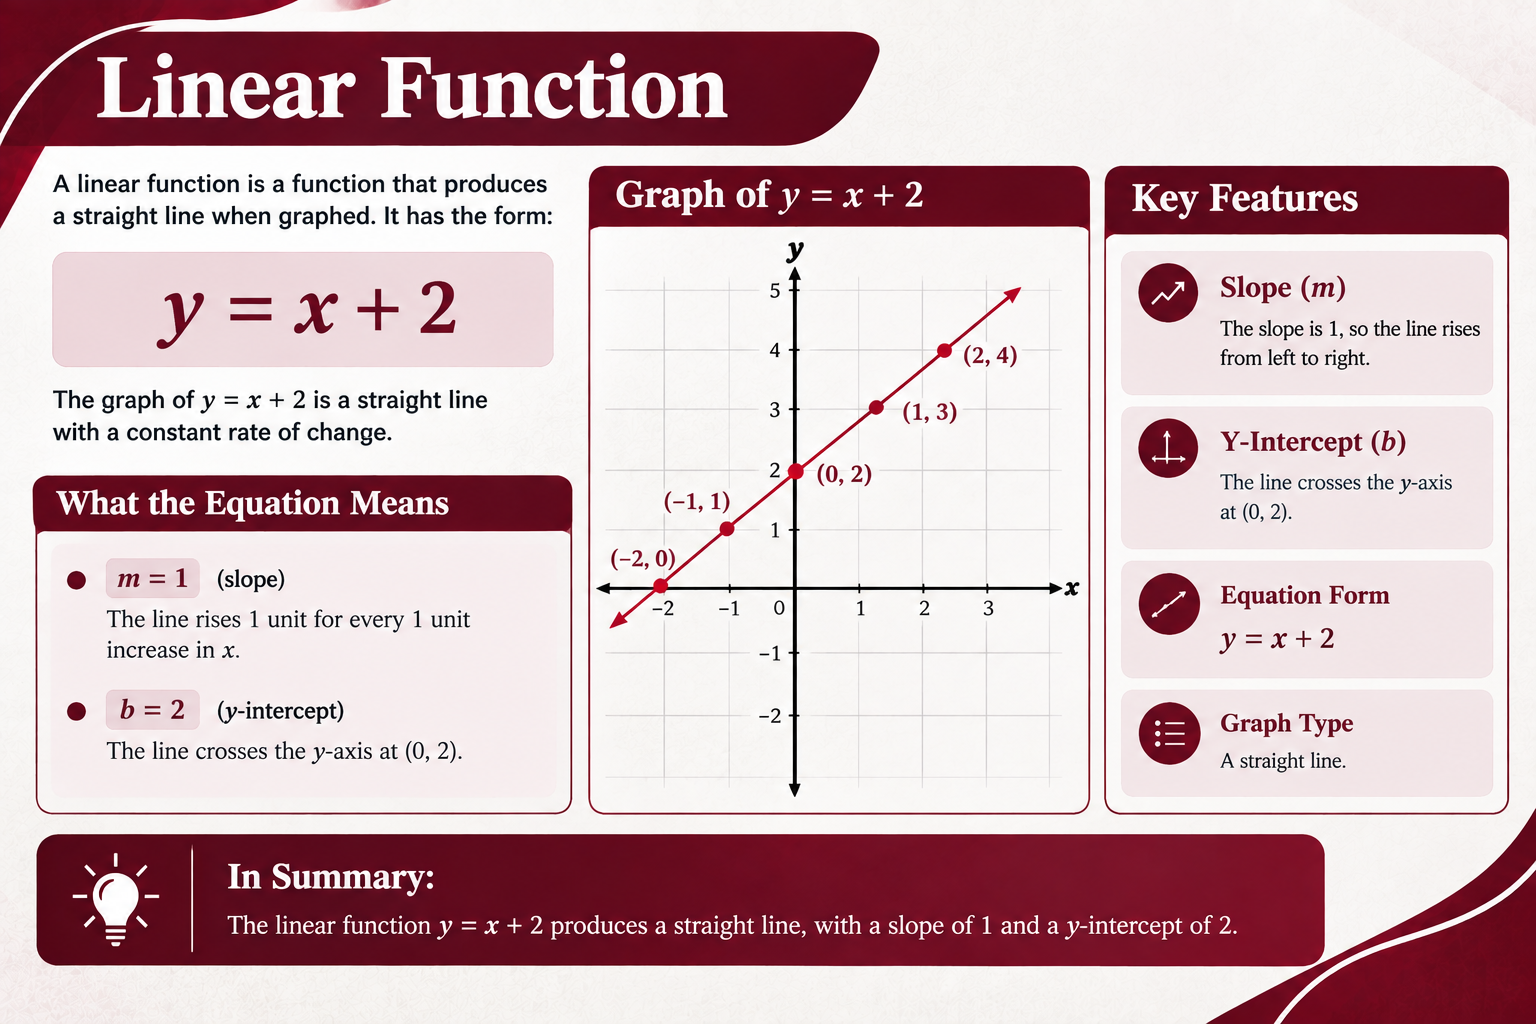 Linear Function
A linear function is a function that produces
a straight line when graphed. It has the form:
y = x + 2
The graph of y = x + 2 is a straight line
with a constant rate of change.
What the Equation Means
m = 1 (slope)
The line rises 1 unit for every 1 unit
increase in x.
b = 2 (y-intercept)
The line crosses the y-axis at (0, 2).
Graph of y = x + 2
y
5
4
(2, 4)
3
(1, 3)
2
(0, 2)
(−1, 1)
1
(−2, 0)
x
−2 −1 0 1 2 3
−1
−2
Key Features
Slope (m)
The slope is 1, so the line rises
from left to right.
Y-Intercept (b)
The line crosses the y-axis
at (0, 2).
Equation Form
y = x + 2
Graph Type
A straight line.
In Summary:
The linear function y = x + 2 produces a straight line, with a slope of 1 and a y-intercept of 2.